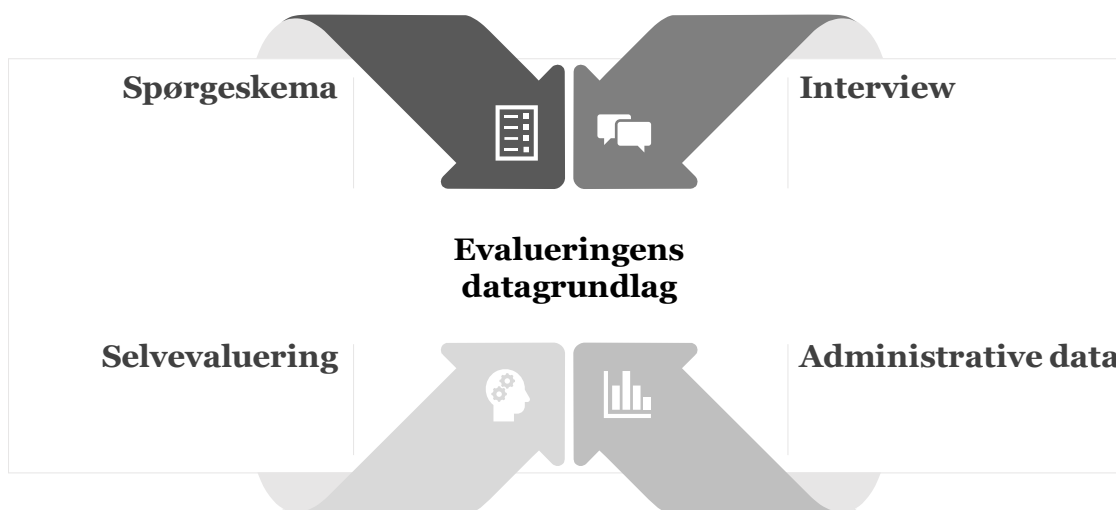 Spørgeskema
Interview
Evalueringens
datagrundlag
Selvevaluering
Administrative data